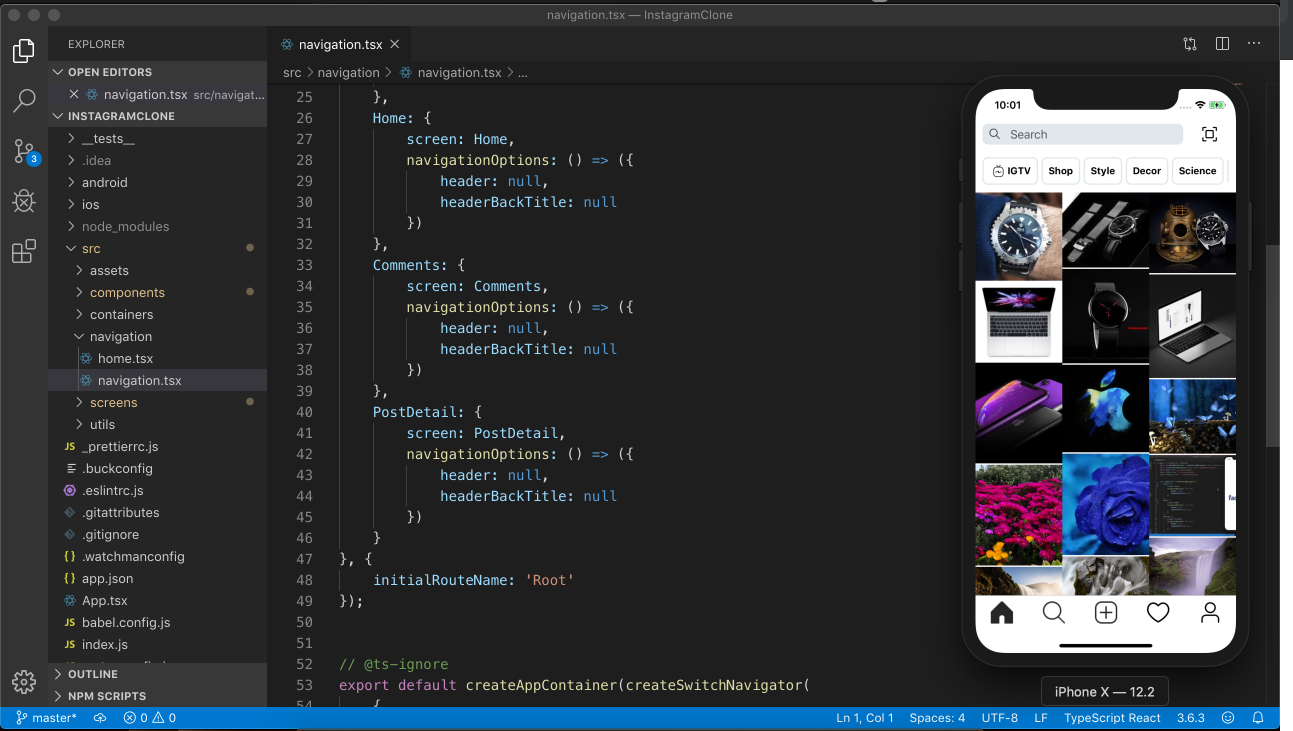 navigation.tsx — InstagramClone
EXPLORER
OPEN EDITORS
navigation.tsx src/navigat...
INSTAGRAMCLONE
__tests__
.idea
android
ios
node_modules
src
assets
components
containers
navigation
home.tsx
navigation.tsx
screens
utils
JS _prettierrc.js
.buckconfig
.eslintrc.js
.gitattributes
.gitignore
{} .watchmanconfig
{} app.json
App.tsx
JS babel.config.js
JS index.js
OUTLINE
NPM SCRIPTS
3
navigation.tsx
src > navigation > navigation.tsx > ...
25 },
26 Home: {
27 screen: Home,
28 navigationOptions: () => ({
29 header: null,
30 headerBackTitle: null
31 })
32 },
33 Comments: {
34 screen: Comments,
35 navigationOptions: () => ({
36 header: null,
37 headerBackTitle: null
38 })
39 },
40 PostDetail: {
41 screen: PostDetail,
42 navigationOptions: () => ({
43 header: null,
44 headerBackTitle: null
45 })
46 }
47 }, {
48 initialRouteName: 'Root'
49 });
50
51
52 // @ts-ignore
53 export default createAppContainer(createSwitchNavigator(
54 {
10:01
Search
IGTV Shop Style Decor Science
iPhone X — 12.2
master* 0 0 Ln 1, Col 1 Spaces: 4 UTF-8 LF TypeScript React 3.6.3